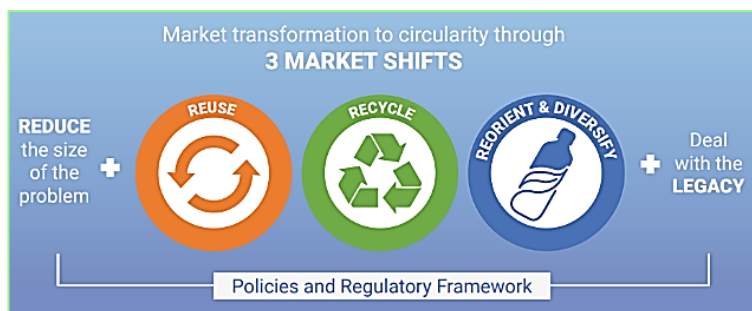 Market transformation to circularity through
3 MARKET SHIFTS
REDUCE
the size
of the
problem
REUSE
RECYCLE
REORIENT & DIVERSIFY
Deal
with the
LEGACY
Policies and Regulatory Framework